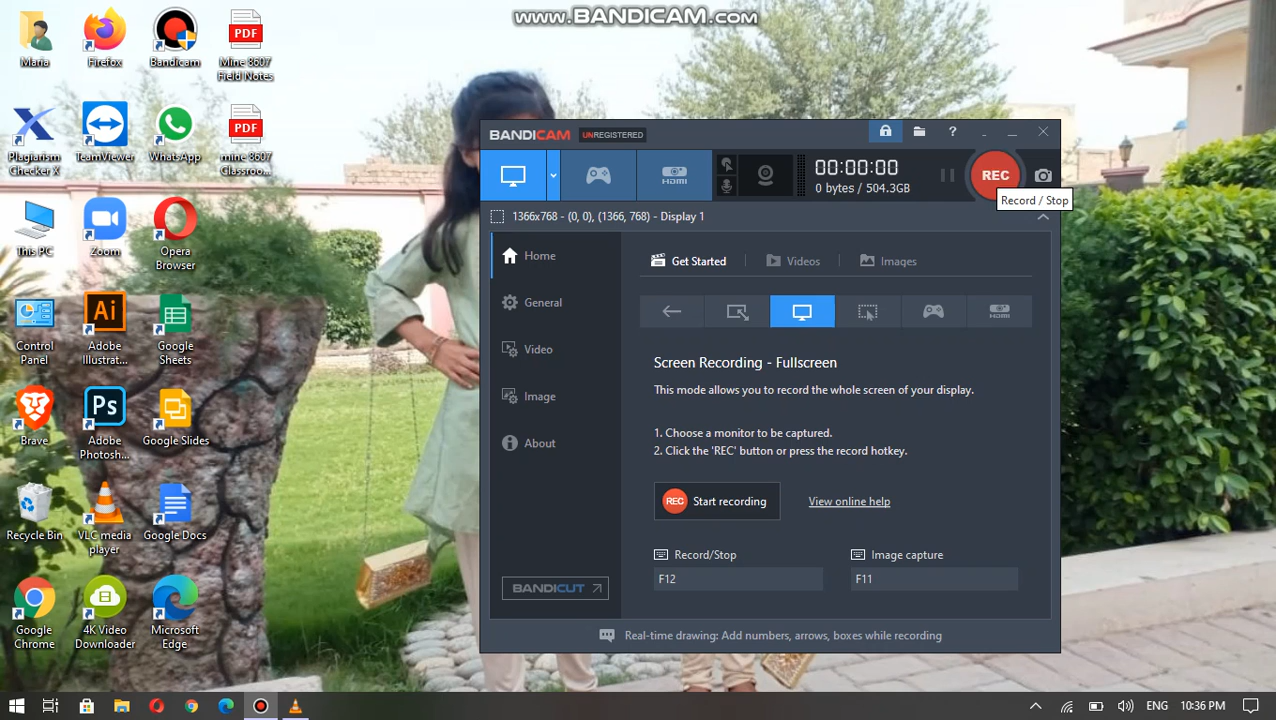 www.BANDICAM.com
Maria
Firefox
Bandicam
PDF
Mine 8607
Field Notes
Plagiarism
Checker X
TeamViewer
WhatsApp
PDF
mine 8607
Classroo...
This PC
Zoom
Opera
Browser
Control
Panel
Ai
Adobe
Illustrat...
Google
Sheets
Brave
Ps
Adobe
Photosh...
Google Slides
Recycle Bin
VLC media
player
Google Docs
Google
Chrome
4K Video
Downloader
Microsoft
Edge
BANDICAM UNREGISTERED
?
HDMI
00:00:00
0 bytes / 504.3GB
REC
Record / Stop
1366x768 - (0, 0), (1366, 768) - Display 1
Home
General
Video
Image
About
BANDICUT
Get Started
Videos
Images
HDMI
Screen Recording - Fullscreen
This mode allows you to record the whole screen of your display.
1. Choose a monitor to be captured.
2. Click the 'REC' button or press the record hotkey.
REC Start recording
View online help
Record/Stop
Image capture
F12
F11
Real-time drawing: Add numbers, arrows, boxes while recording
ENG
10:36 PM